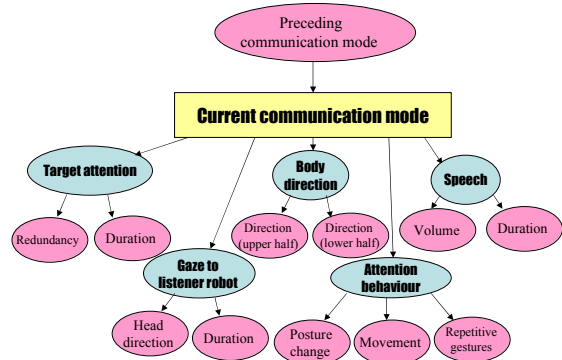 Preceding
communication mode
Current communication mode
Target attention
Body
direction
Speech
Redundancy
Duration
Direction
(upper half)
Direction
(lower half)
Volume
Duration
Gaze to
listener robot
Attention
behaviour
Head
direction
Duration
Posture
change
Movement
Repetitive
gestures